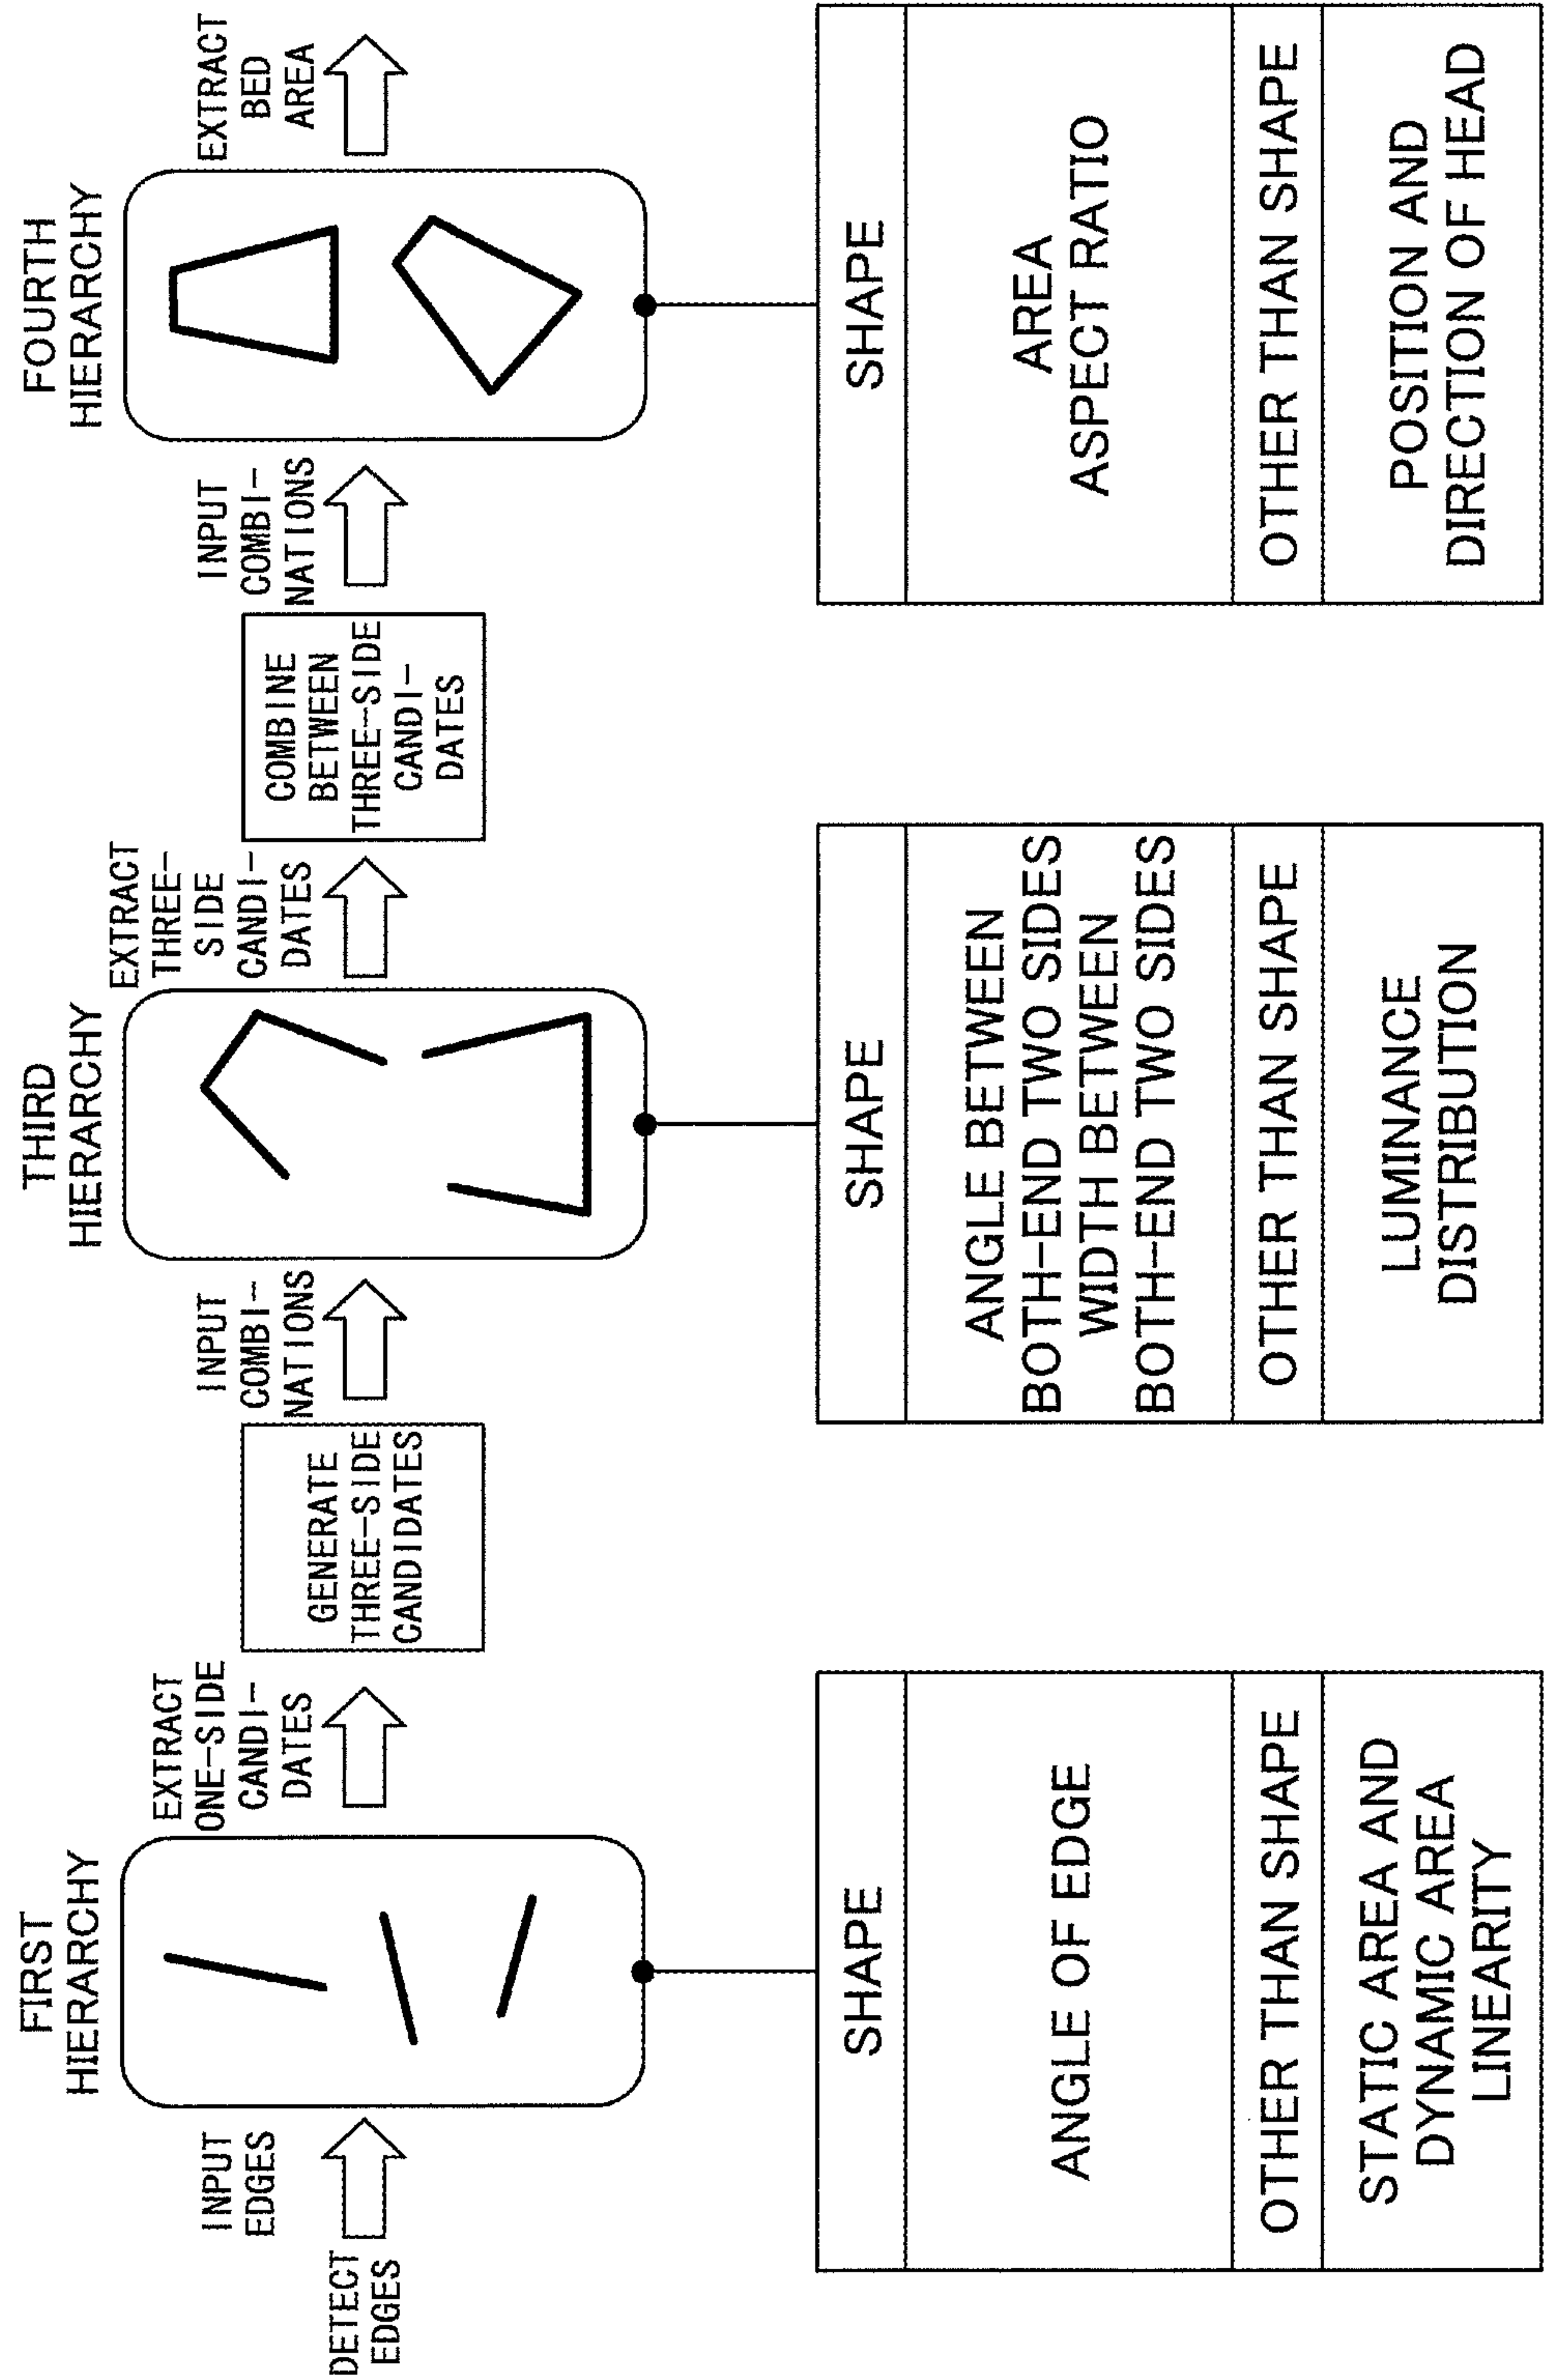 DETECT
EDGES
INPUT
EDGES
FIRST
HIERARCHY
EXTRACT
ONE-SIDE
CANDI-
DATES
GENERATE
THREE-SIDE
CANDIDATES
INPUT
COMBI-
NATIONS
THIRD
HIERARCHY
EXTRACT
THREE-
SIDE
CANDI-
DATES
COMBINE
BETWEEN
THREE-SIDE
CANDI-
DATES
INPUT
COMBI-
NATIONS
FOURTH
HIERARCHY
EXTRACT
BED
AREA
SHAPE
ANGLE OF EDGE
OTHER THAN SHAPE
STATIC AREA AND
DYNAMIC AREA
LINEARITY
SHAPE
ANGLE BETWEEN
BOTH-END TWO SIDES
WIDTH BETWEEN
BOTH-END TWO SIDES
OTHER THAN SHAPE
LUMINANCE
DISTRIBUTION
SHAPE
AREA
ASPECT RATIO
OTHER THAN SHAPE
POSITION AND
DIRECTION OF HEAD